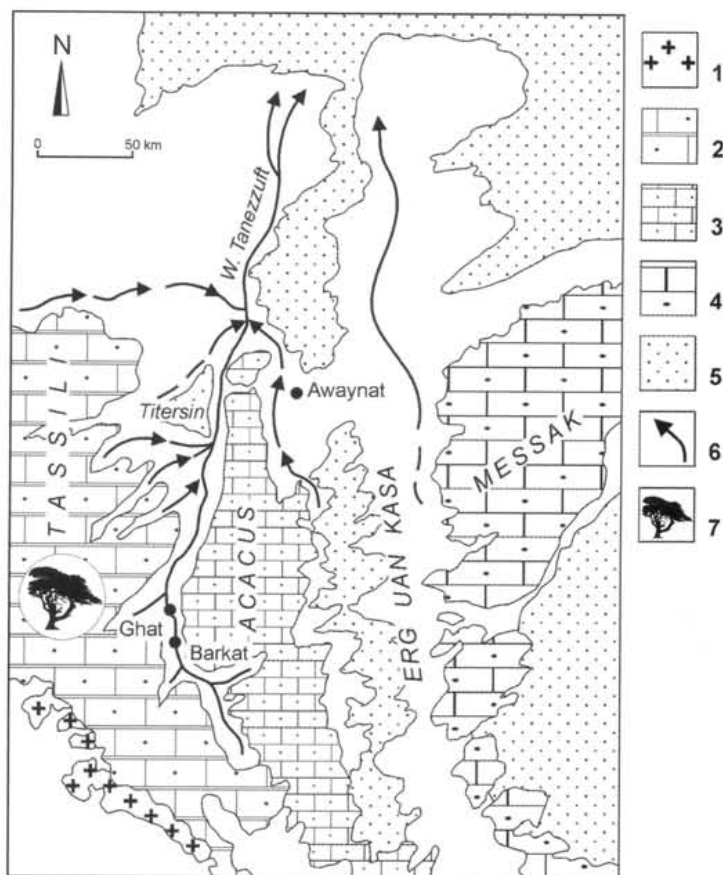 N
0 50 km
W. Tanezzuft
TASSILI
Titersin
Awaynat
MESSAK
ACACUS
ERG UAN KASA
Ghat
Barkat
1
2
3
4
5
6
7